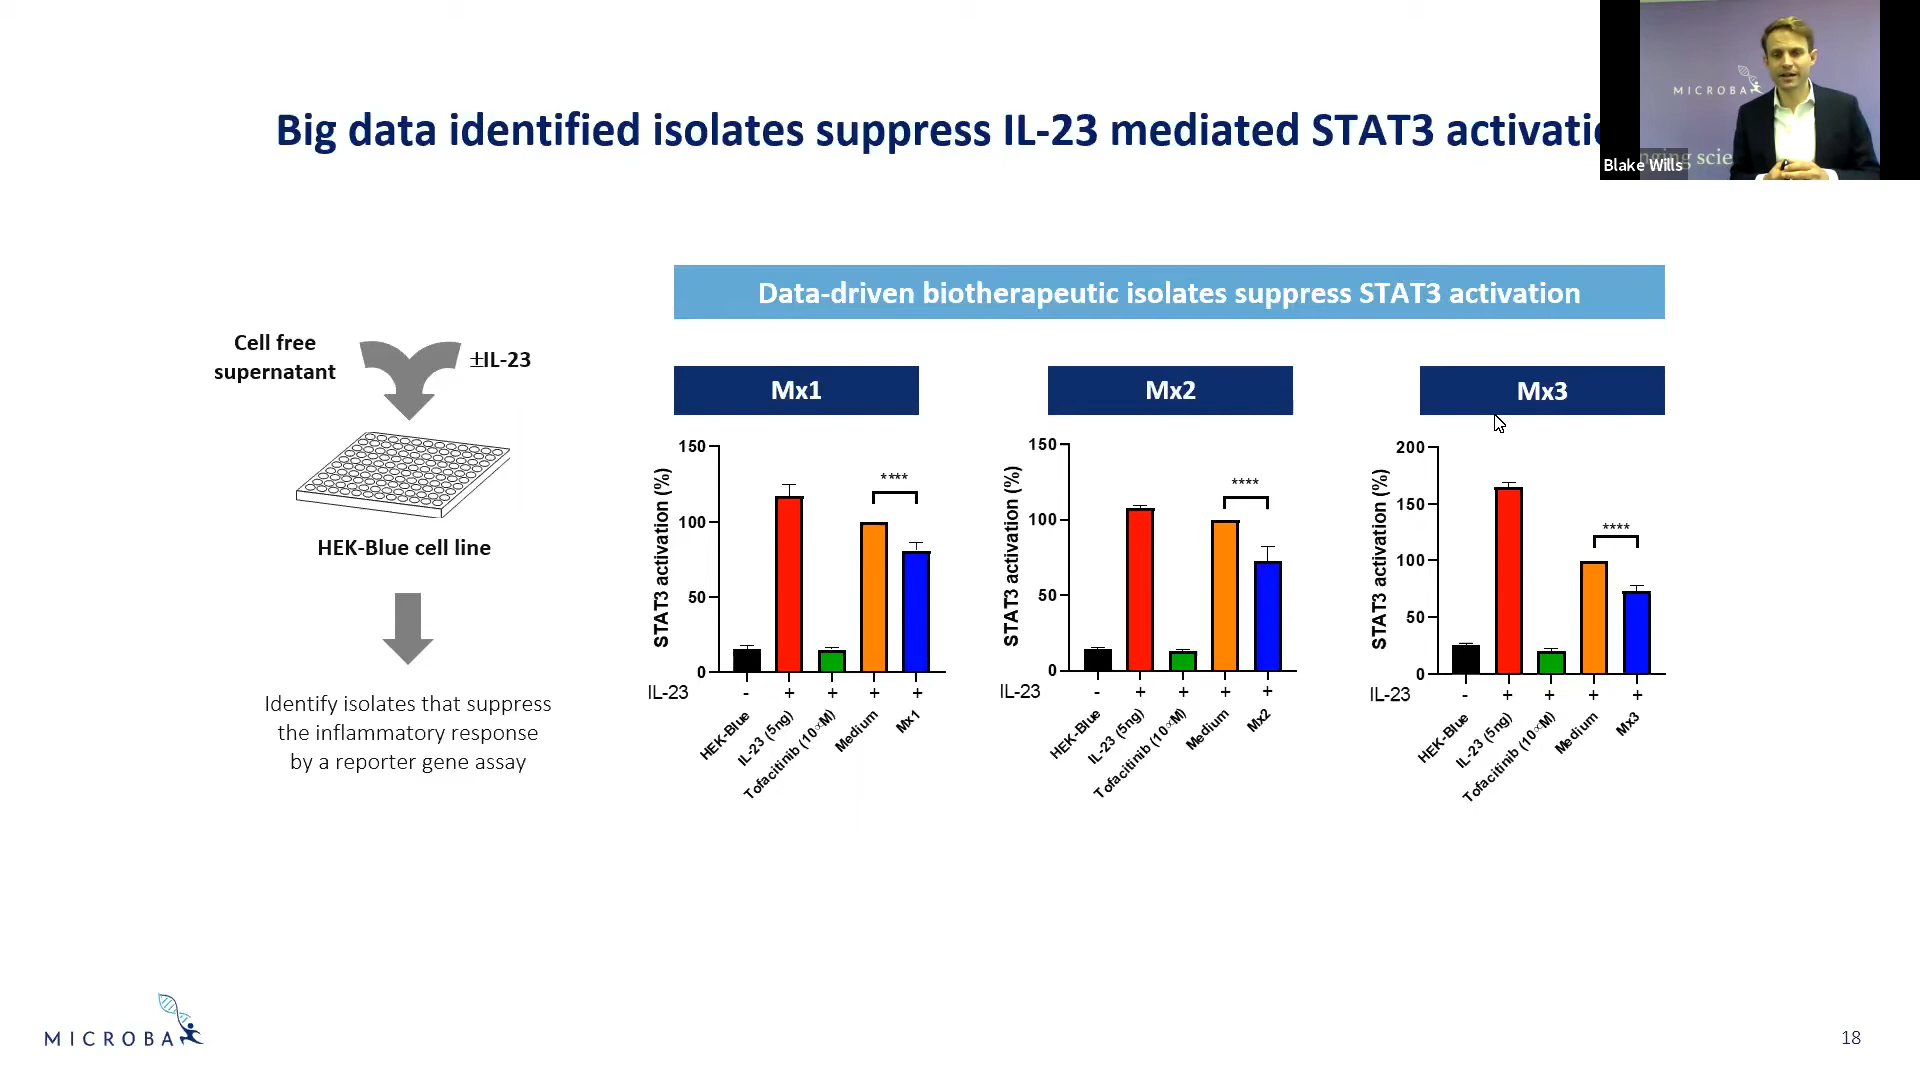 Big data identified isolates suppress IL-23 mediated STAT3 activatio
MICROBA
nging scie
Blake Wills
Data-driven biotherapeutic isolates suppress STAT3 activation
Cell free
supernatant
±IL-23
HEK-Blue cell line
Identify isolates that suppress
the inflammatory response
by a reporter gene assay
Mx1
STAT3 activation (%)
150
100
50
0
****
IL-23
- + + + +
HEK-Blue
IL-23 (5ng)
Tofacitinib (10∝M)
Medium
Mx1
Mx2
STAT3 activation (%)
150
100
50
0
****
IL-23
- + + + +
HEK-Blue
IL-23 (5ng)
Tofacitinib (10∝M)
Medium
Mx2
Mx3
STAT3 activation (%)
200
150
100
50
0
****
IL-23
- + + + +
HEK-Blue
IL-23 (5ng)
Tofacitinib (10∝M)
Medium
Mx3
MICROBA
18